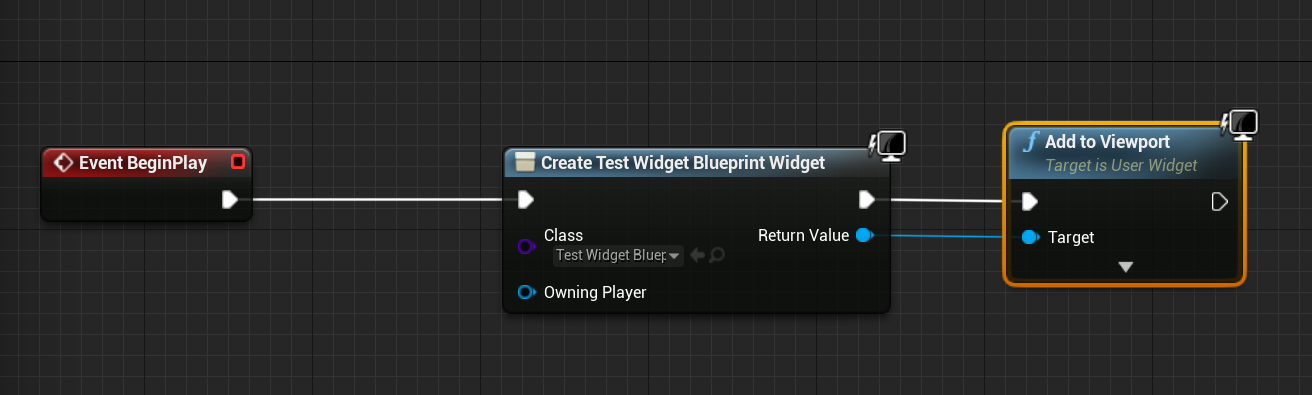 Event BeginPlay
Create Test Widget Blueprint Widget
Class
Test Widget Bluep
Return Value
Owning Player
f Add to Viewport
Target is User Widget
Target